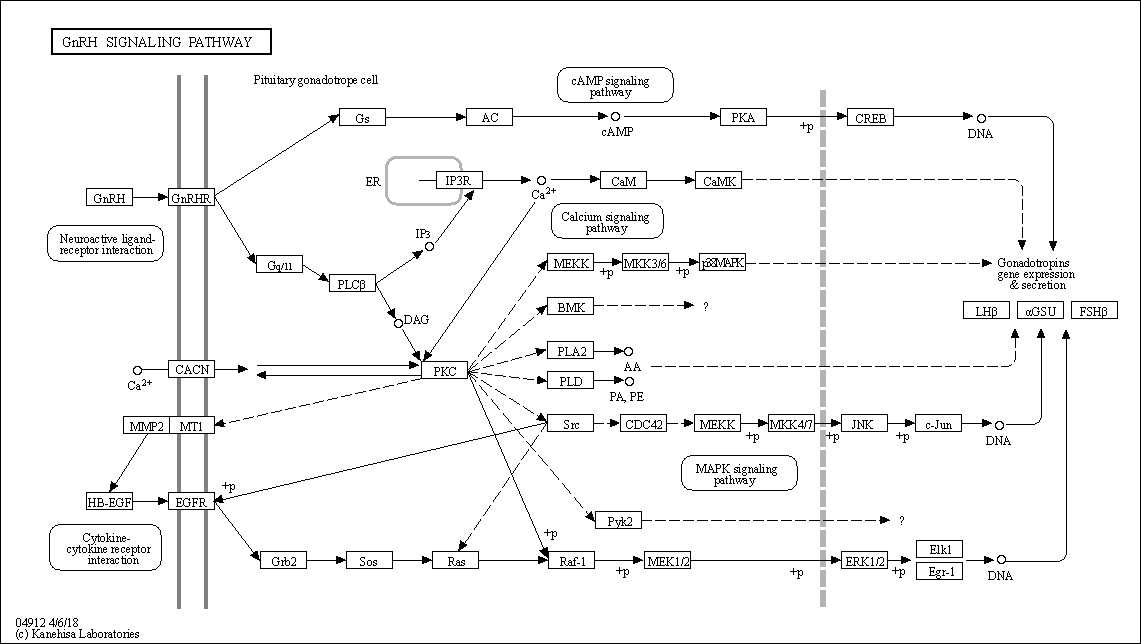 GnRH SIGNALING PATHWAY
Pituitary gonadotrope cell
cAMP signaling
pathway
Gs
AC
cAMP
PKA
+p
CREB
DNA
ER
IP3R
Ca2+
CaM
CaMK
GnRH
GnRHR
Neuroactive ligand-
receptor interaction
Calcium signaling
pathway
IP3
Gq/11
PLCβ
DAG
MEKK
+p
MKK3/6
+p
p38MAPK
Gonadotropins
gene expression
& secretion
BMK
?
LHβ
αGSU
FSHβ
PLA2
AA
CACN
Ca2+
PKC
PLD
PA, PE
MMP2
MT1
Src
CDC42
MEKK
+p
MKK4/7
+p
JNK
+p
c-Jun
DNA
MAPK signaling
pathway
HB-EGF
+p
EGFR
Pyk2
?
Cytokine-
cytokine receptor
interaction
+p
Grb2
Sos
Ras
Raf-1
+p
MEK1/2
+p
ERK1/2
+p
Elk1
Egr-1
DNA
04912 4/6/18
(c) Kanehisa Laboratories